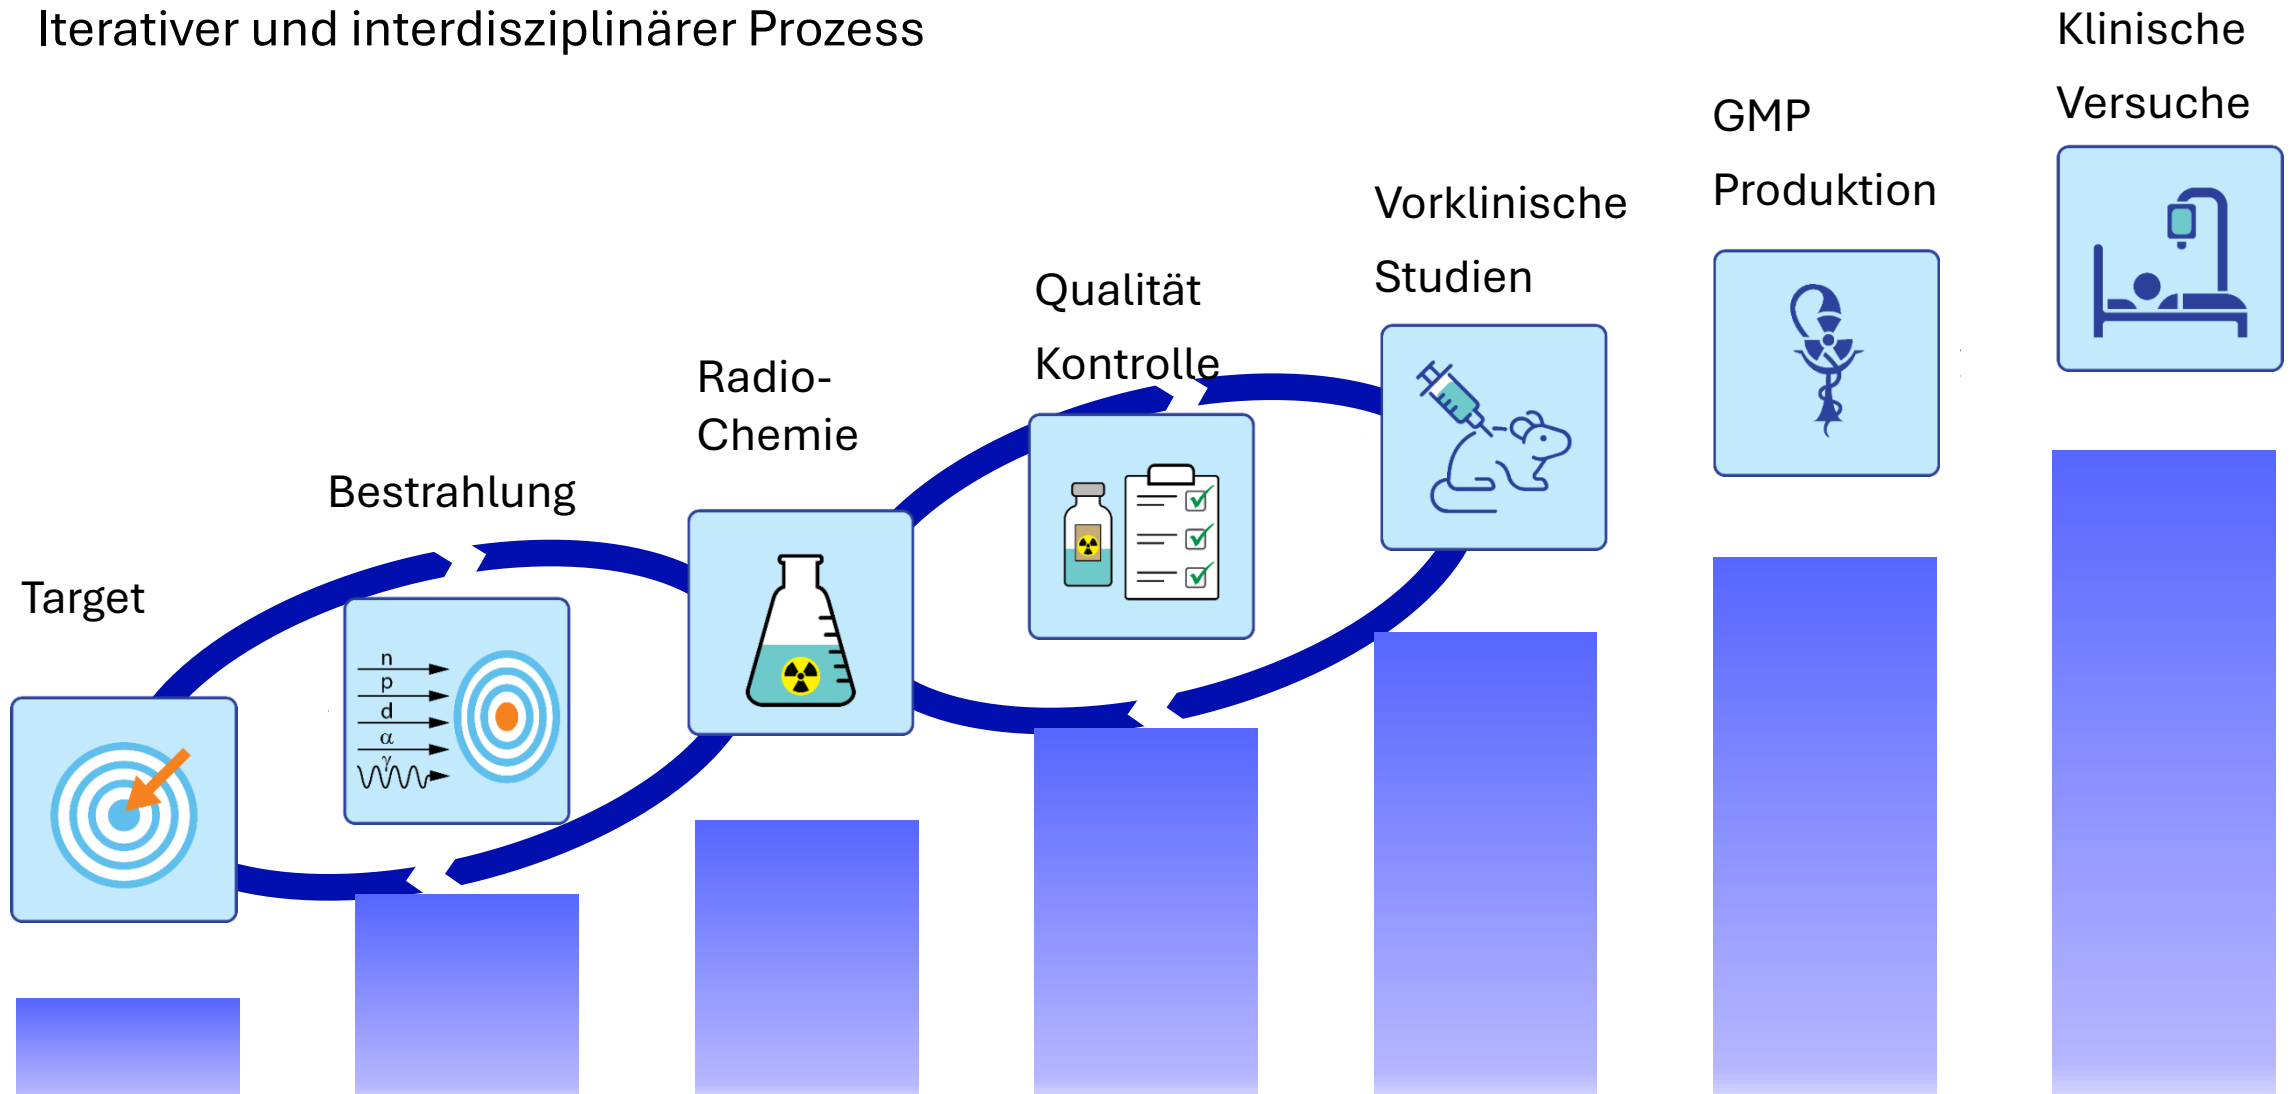 Iterativer und interdisziplinärer Prozess
Target
Bestrahlung
n
p
d
α
γ
Radio-
Chemie
Qualität
Kontrolle
Vorklinische
Studien
GMP
Produktion
Klinische
Versuche